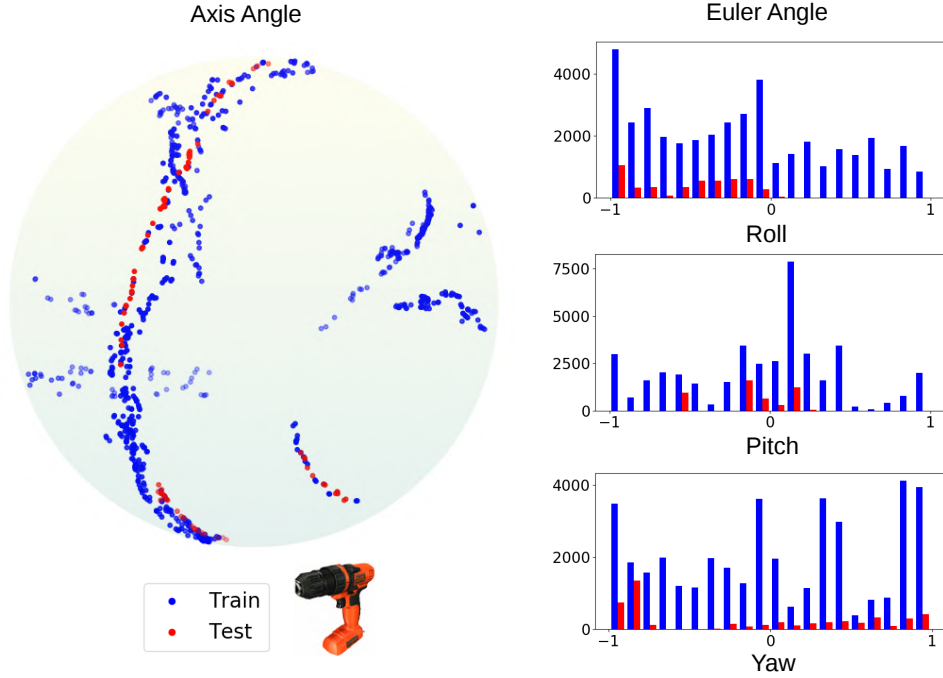 Axis Angle
Train
Test
Euler Angle
4000
2000
0
−1 0 1
Roll
7500
5000
2500
0
−1 0 1
Pitch
4000
2000
0
−1 0 1
Yaw